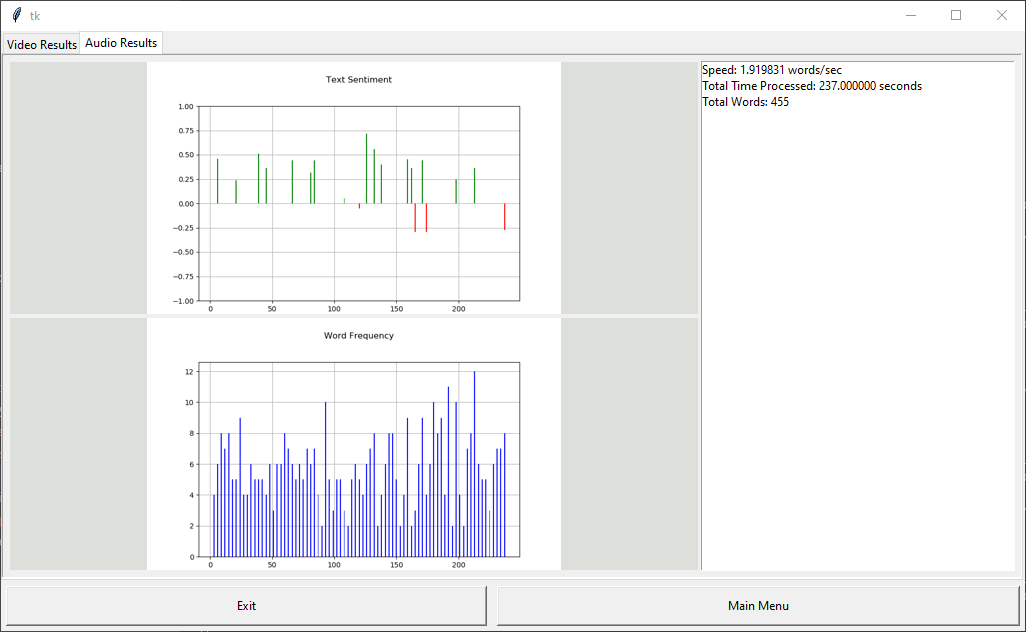 tk
Video Results Audio Results
Text Sentiment
1.00
0.75
0.50
0.25
0.00
−0.25
−0.50
−0.75
−1.00
0 50 100 150 200
Word Frequency
12
10
8
6
4
2
0
0 50 100 150 200
Speed: 1.919831 words/sec
Total Time Processed: 237.000000 seconds
Total Words: 455
Exit Main Menu